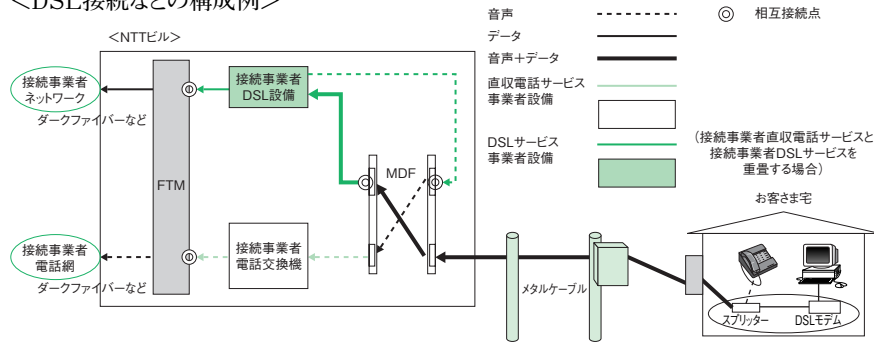 ＜DSL接続などの構成例＞
音声
データ
音声＋データ
直収電話サービス
事業者設備
DSLサービス
事業者設備
相互接続点
（接続事業者直収電話サービスと
接続事業者DSLサービスを
重畳する場合）
＜NTTビル＞
接続事業者
ネットワーク
ダークファイバーなど
FTM
接続事業者
DSL設備
MDF
接続事業者
電話網
ダークファイバーなど
接続事業者
電話交換機
メタルケーブル
お客さま宅
スプリッター
DSLモデム